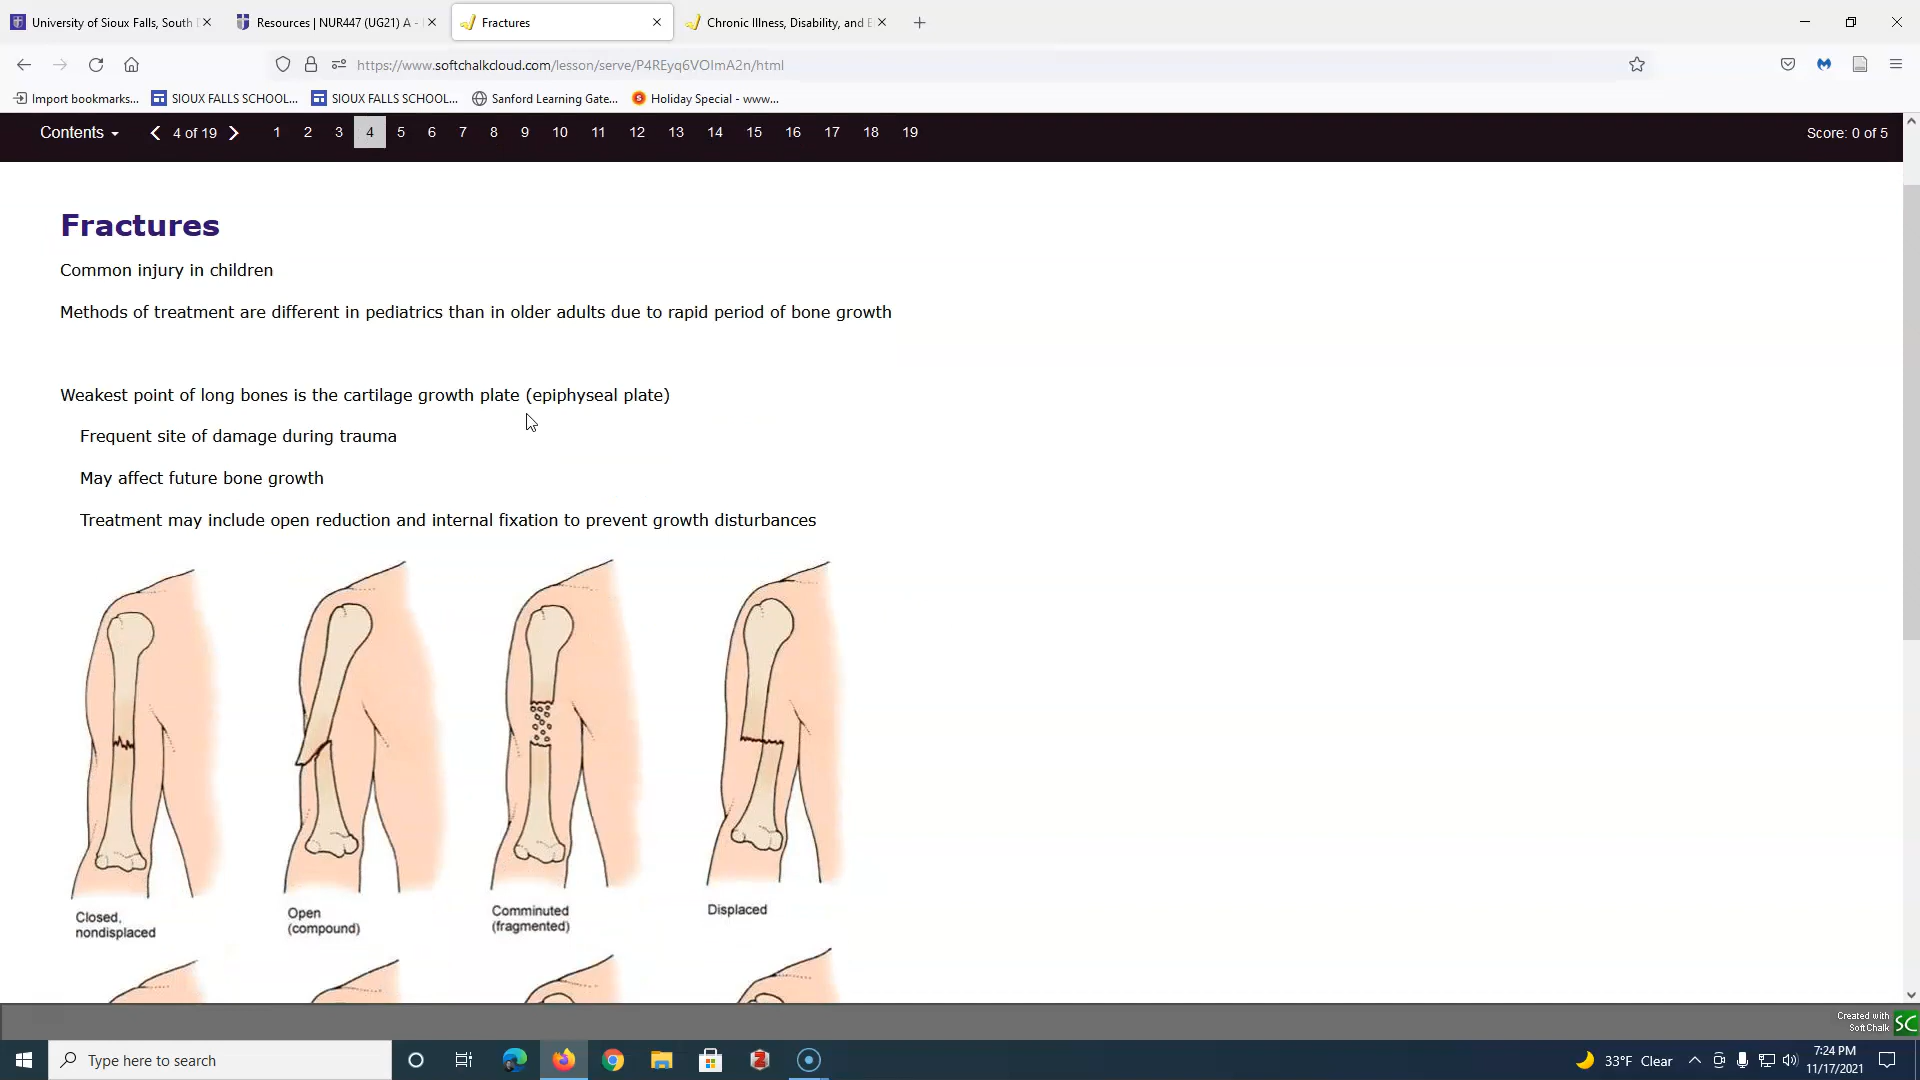 University of Sioux Falls, South
Resources | NUR447 (UG21) A -
Fractures
Chronic Illness, Disability, and E
https://www.softchalkcloud.com/lesson/serve/P4REyq6VOImA2n/html
Import bookmarks...
SIOUX FALLS SCHOOL...
SIOUX FALLS SCHOOL...
Sanford Learning Gate...
Holiday Special - www...
Contents
4 of 19
1 2 3 4 5 6 7 8 9 10 11 12 13 14 15 16 17 18 19
Score: 0 of 5
Fractures
Common injury in children
Methods of treatment are different in pediatrics than in older adults due to rapid period of bone growth
Weakest point of long bones is the cartilage growth plate (epiphyseal plate)
Frequent site of damage during trauma
May affect future bone growth
Treatment may include open reduction and internal fixation to prevent growth disturbances
Closed,
nondisplaced
Open
(compound)
Comminuted
(fragmented)
Displaced
Created with
SoftChalk
SC
Type here to search
33°F Clear
7:24 PM
11/17/2021